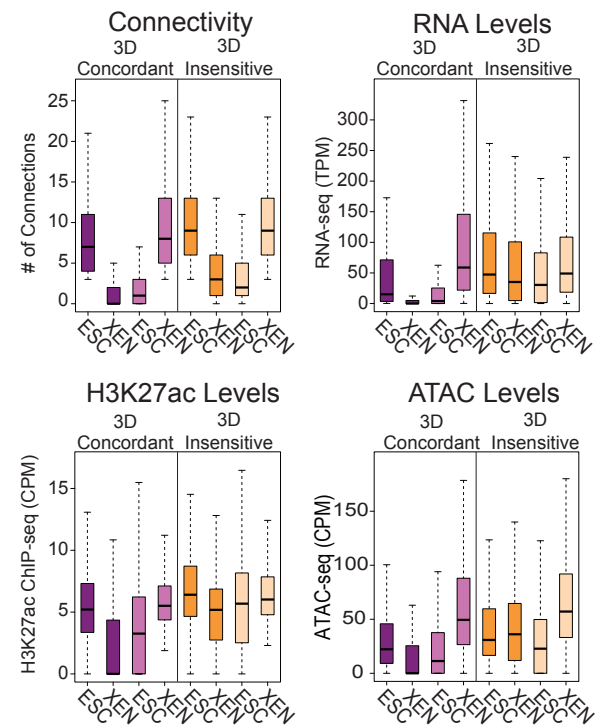 Connectivity
3D
Concordant
3D
Insensitive
# of Connections
25
20
15
10
5
0
ESC
XEN
ESC
XEN
ESC
XEN
ESC
XEN
RNA Levels
3D
Concordant
3D
Insensitive
RNA-seq (TPM)
300
250
200
150
100
50
0
ESC
XEN
ESC
XEN
ESC
XEN
ESC
XEN
H3K27ac Levels
3D
Concordant
3D
Insensitive
H3K27ac ChIP-seq (CPM)
15
10
5
0
ESC
XEN
ESC
XEN
ESC
XEN
ESC
XEN
ATAC Levels
3D
Concordant
3D
Insensitive
ATAC-seq (CPM)
150
100
50
0
ESC
XEN
ESC
XEN
ESC
XEN
ESC
XEN